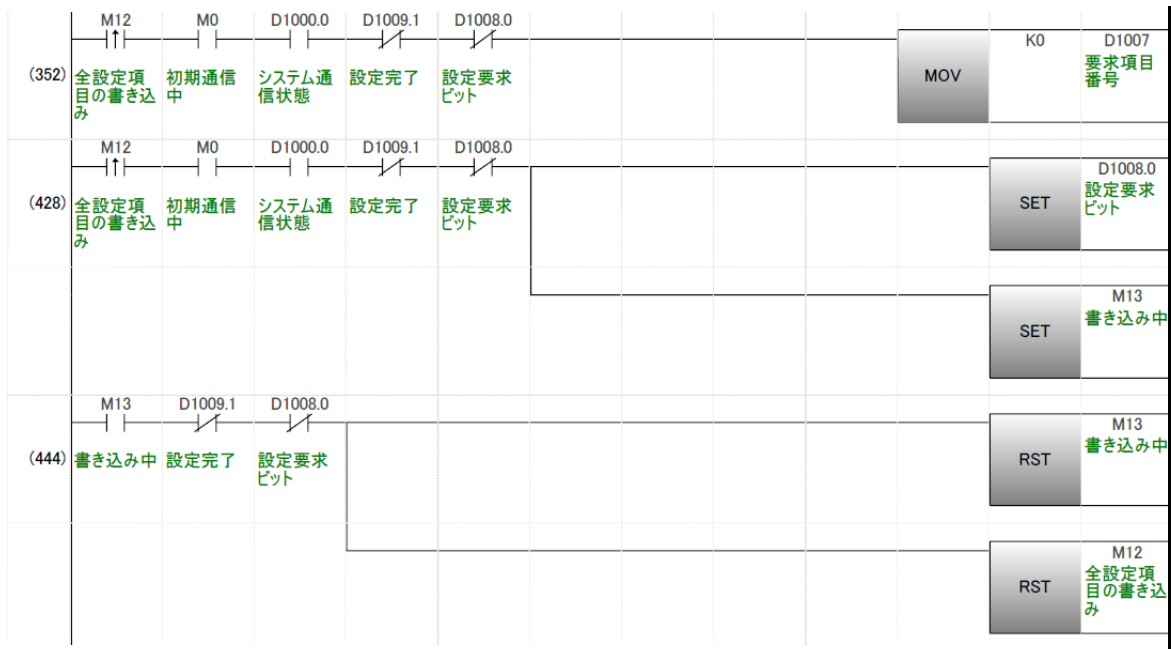 M12 M0 D1000.0 D1009.1 D1008.0
K0 D1007
(352) 全設定項目の書き込み 初期通信中 システム通信状態 設定完了 設定要求ビット MOV 要求項目番号
M12 M0 D1000.0 D1009.1 D1008.0
D1008.0
(428) 全設定項目の書き込み 初期通信中 システム通信状態 設定完了 設定要求ビット SET 設定要求ビット
M13
書き込み中
SET
M13 D1009.1 D1008.0
M13
(444) 書き込み中 設定完了 設定要求ビット RST 書き込み中
M12
RST 全設定項目の書き込み